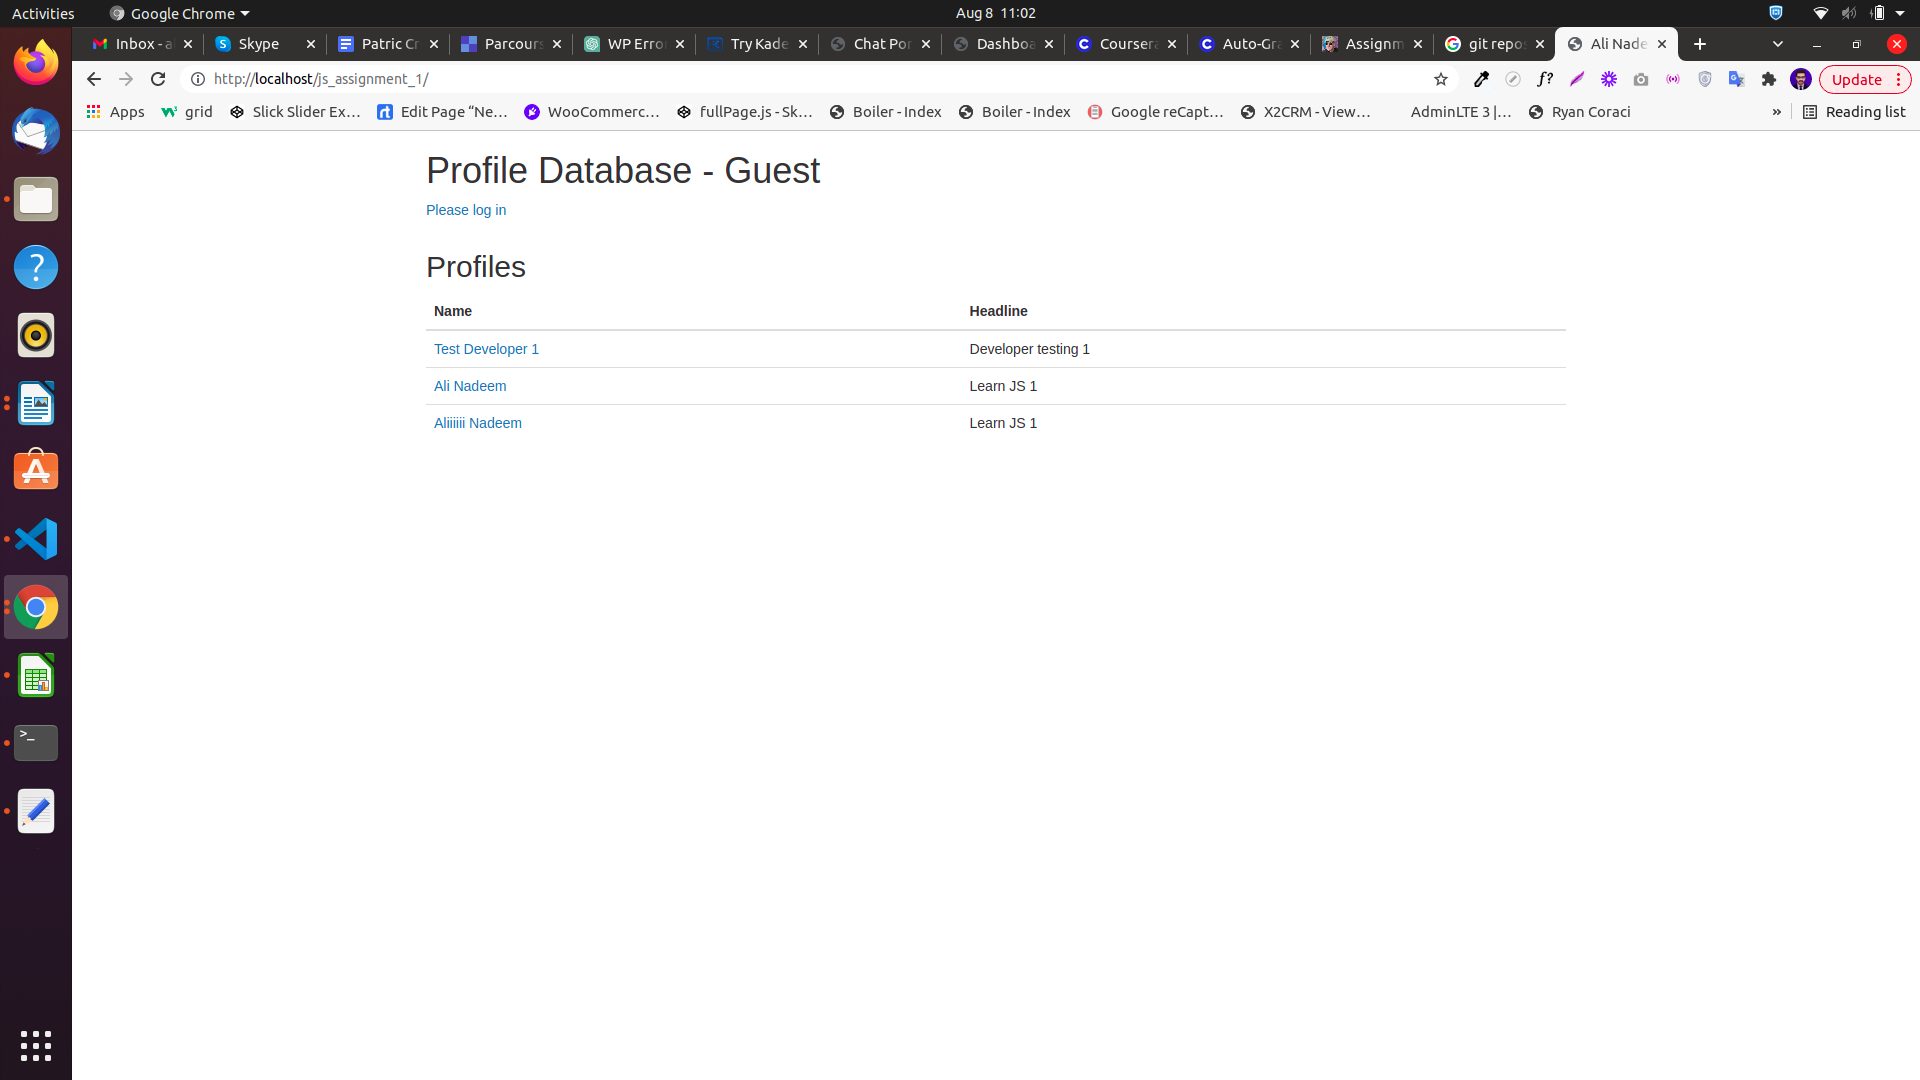 Activities Google Chrome Aug 8 11:02
Inbox - a Skype Patric Cr Parcours WP Erro Try Kade Chat Por Dashboa Coursera Auto-Gra Assignm git repos Ali Nade
http://localhost/js_assignment_1/ f? Update
Apps grid Slick Slider Ex… Edit Page “Ne… WooCommerc… fullPage.js - Sk… Boiler - Index Boiler - Index Google reCapt… X2CRM - View… AdminLTE 3 |… Ryan Coraci » Reading list
Profile Database - Guest
Please log in
Profiles
Name Headline
Test Developer 1 Developer testing 1
Ali Nadeem Learn JS 1
Aliiiiii Nadeem Learn JS 1